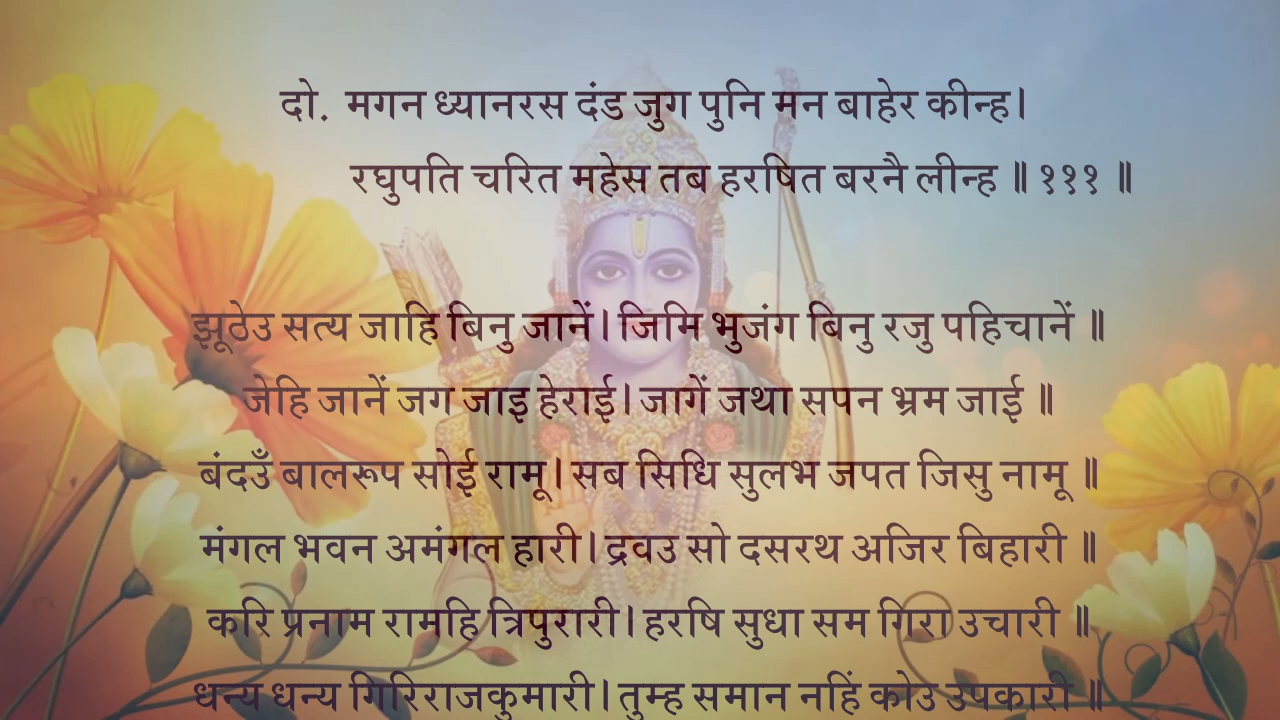 दो. मगन ध्यानरस दंड जुग पुनि मन बाहेर कीन्ह।
रघुपति चरित महेस तब हरषित बरनै लीन्ह ॥ १११ ॥
झूठेउ सत्य जाहि बिनु जानें। जिमि भुजंग बिनु रजु पहिचानें ॥
जेहि जानें जग जाइ हेराई। जागें जथा सपन भ्रम जाई ॥
बंदउँ बालरूप सोई रामू। सब सिधि सुलभ जपत जिसु नामू ॥
मंगल भवन अमंगल हारी। द्रवउ सो दसरथ अजिर बिहारी ॥
करि प्रनाम रामहि त्रिपुरारी। हरषि सुधा सम गिरा उचारी ॥
धन्य धन्य गिरिराजकुमारी। तुम्ह समान नहिं कोउ उपकारी ॥